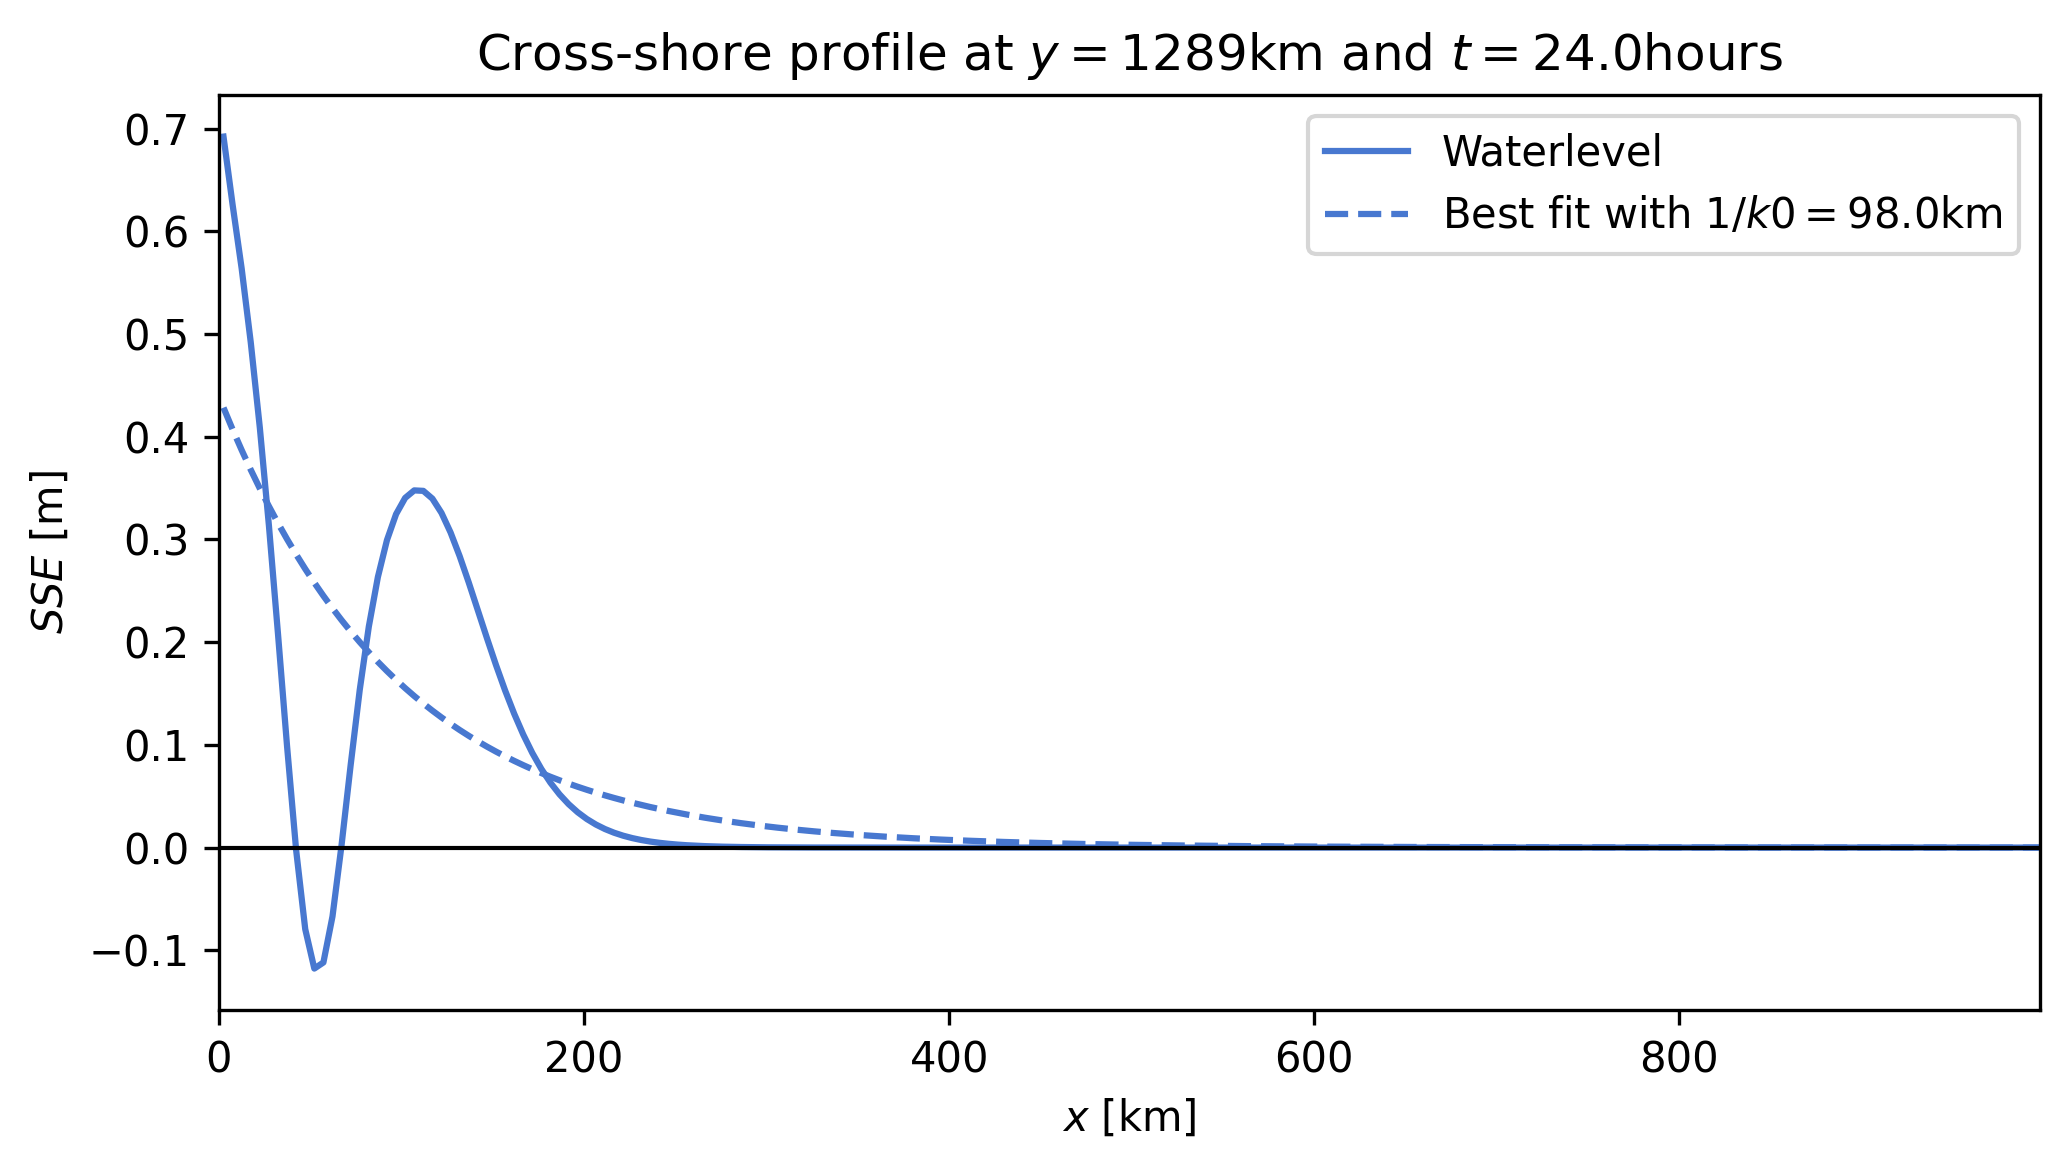 Cross-shore profile at y = 1289km and t = 24.0hours
Waterlevel
Best fit with 1/k0 = 98.0km
SSE [m]
0.7
0.6
0.5
0.4
0.3
0.2
0.1
0.0
−0.1
0 200 400 600 800
x [km]